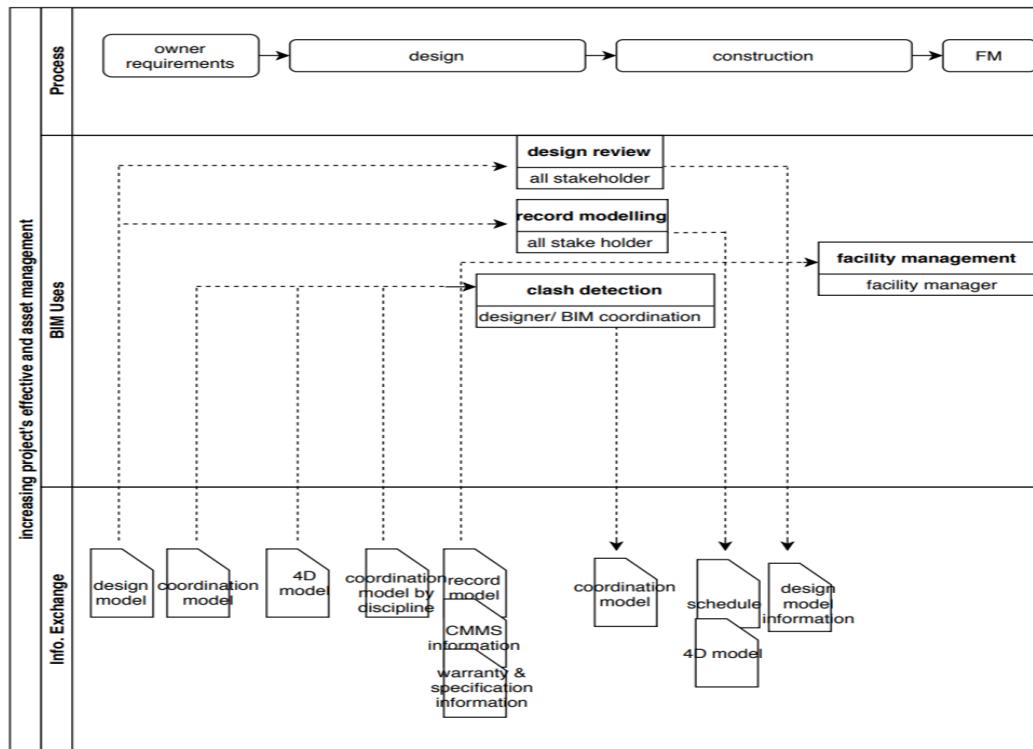 increasing project's effective and asset management
Process
owner
requirements
design
construction
FM
BIM Uses
design review
all stakeholder
record modelling
all stake holder
facility management
facility manager
clash detection
designer/ BIM coordination
Info. Exchange
design
model
coordination
model
4D
model
coordination
model by
discipline
record
model
CMMS
information
warranty &
specification
information
coordination
model
schedule
4D model
design
model
information